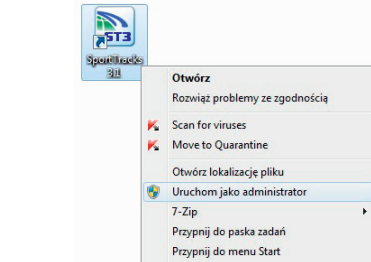 ST3
SportTracks
3.1
Otwórz
Rozwiąż problemy ze zgodnością
Scan for viruses
Move to Quarantine
Otwórz lokalizację pliku
Uruchom jako administrator
7-Zip
Przypnij do paska zadań
Przypnij do menu Start